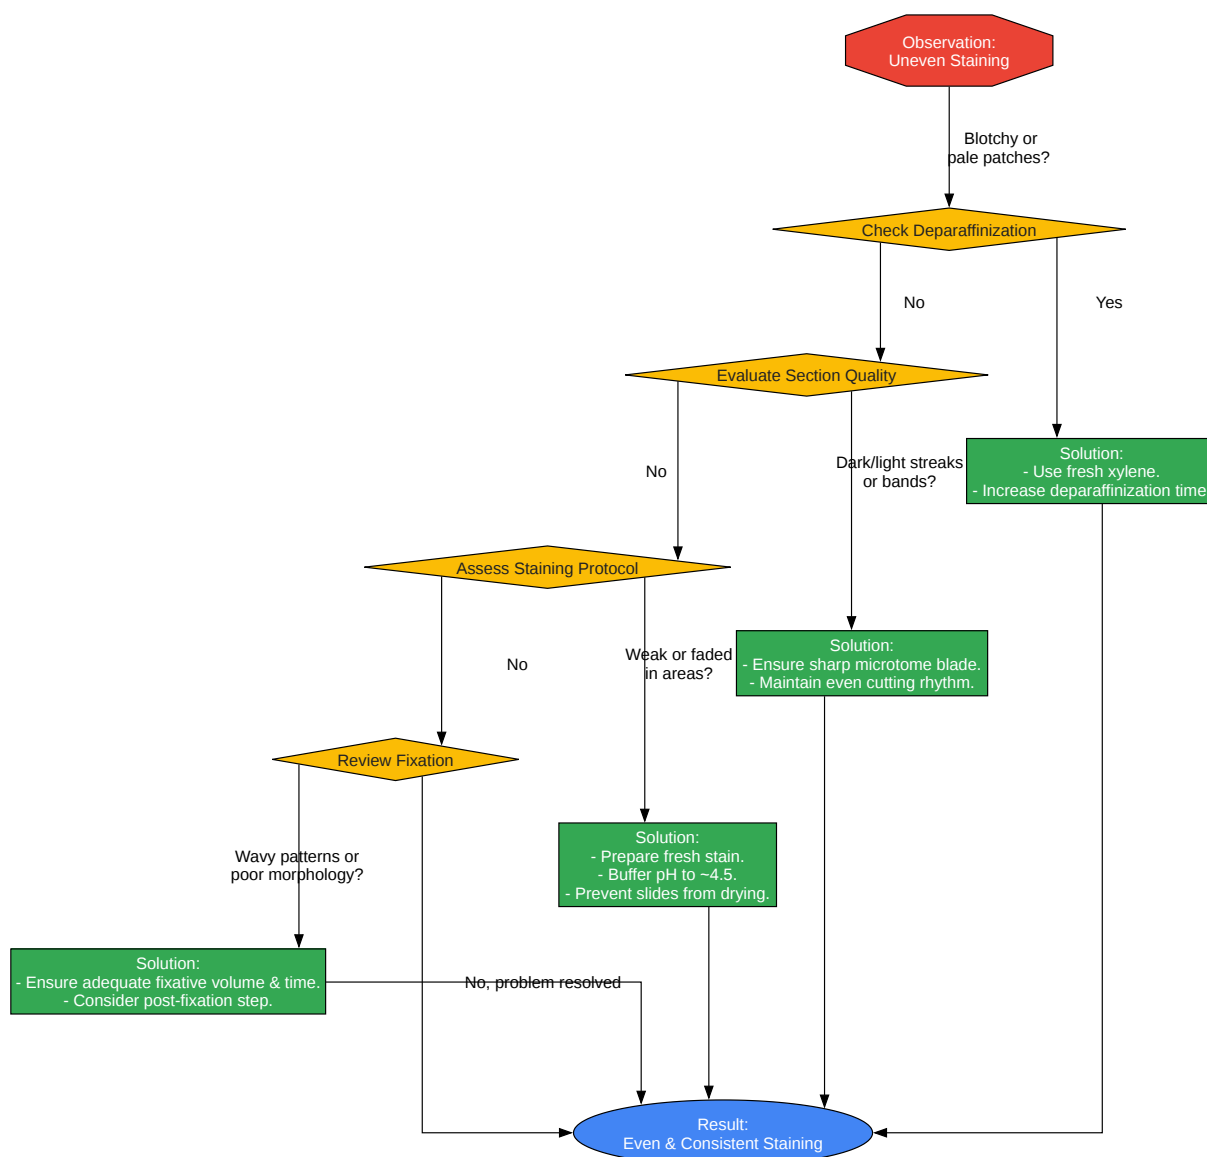 Observation:
Uneven Staining
Blotchy or
pale patches?
Check Deparaffinization
No
Yes
Evaluate Section Quality
Dark/light streaks
or bands?
No
Solution:
- Use fresh xylene.
- Increase deparaffinization time
Assess Staining Protocol
No
Weak or faded
in areas?
Solution:
- Ensure sharp microtome blade.
- Maintain even cutting rhythm.
Review Fixation
Wavy patterns or
poor morphology?
Solution:
- Prepare fresh stain.
- Buffer pH to ~4.5.
- Prevent slides from drying.
Solution:
- Ensure adequate fixative volume & time.
- Consider post-fixation step.
No, problem resolved
Result:
Even & Consistent Staining